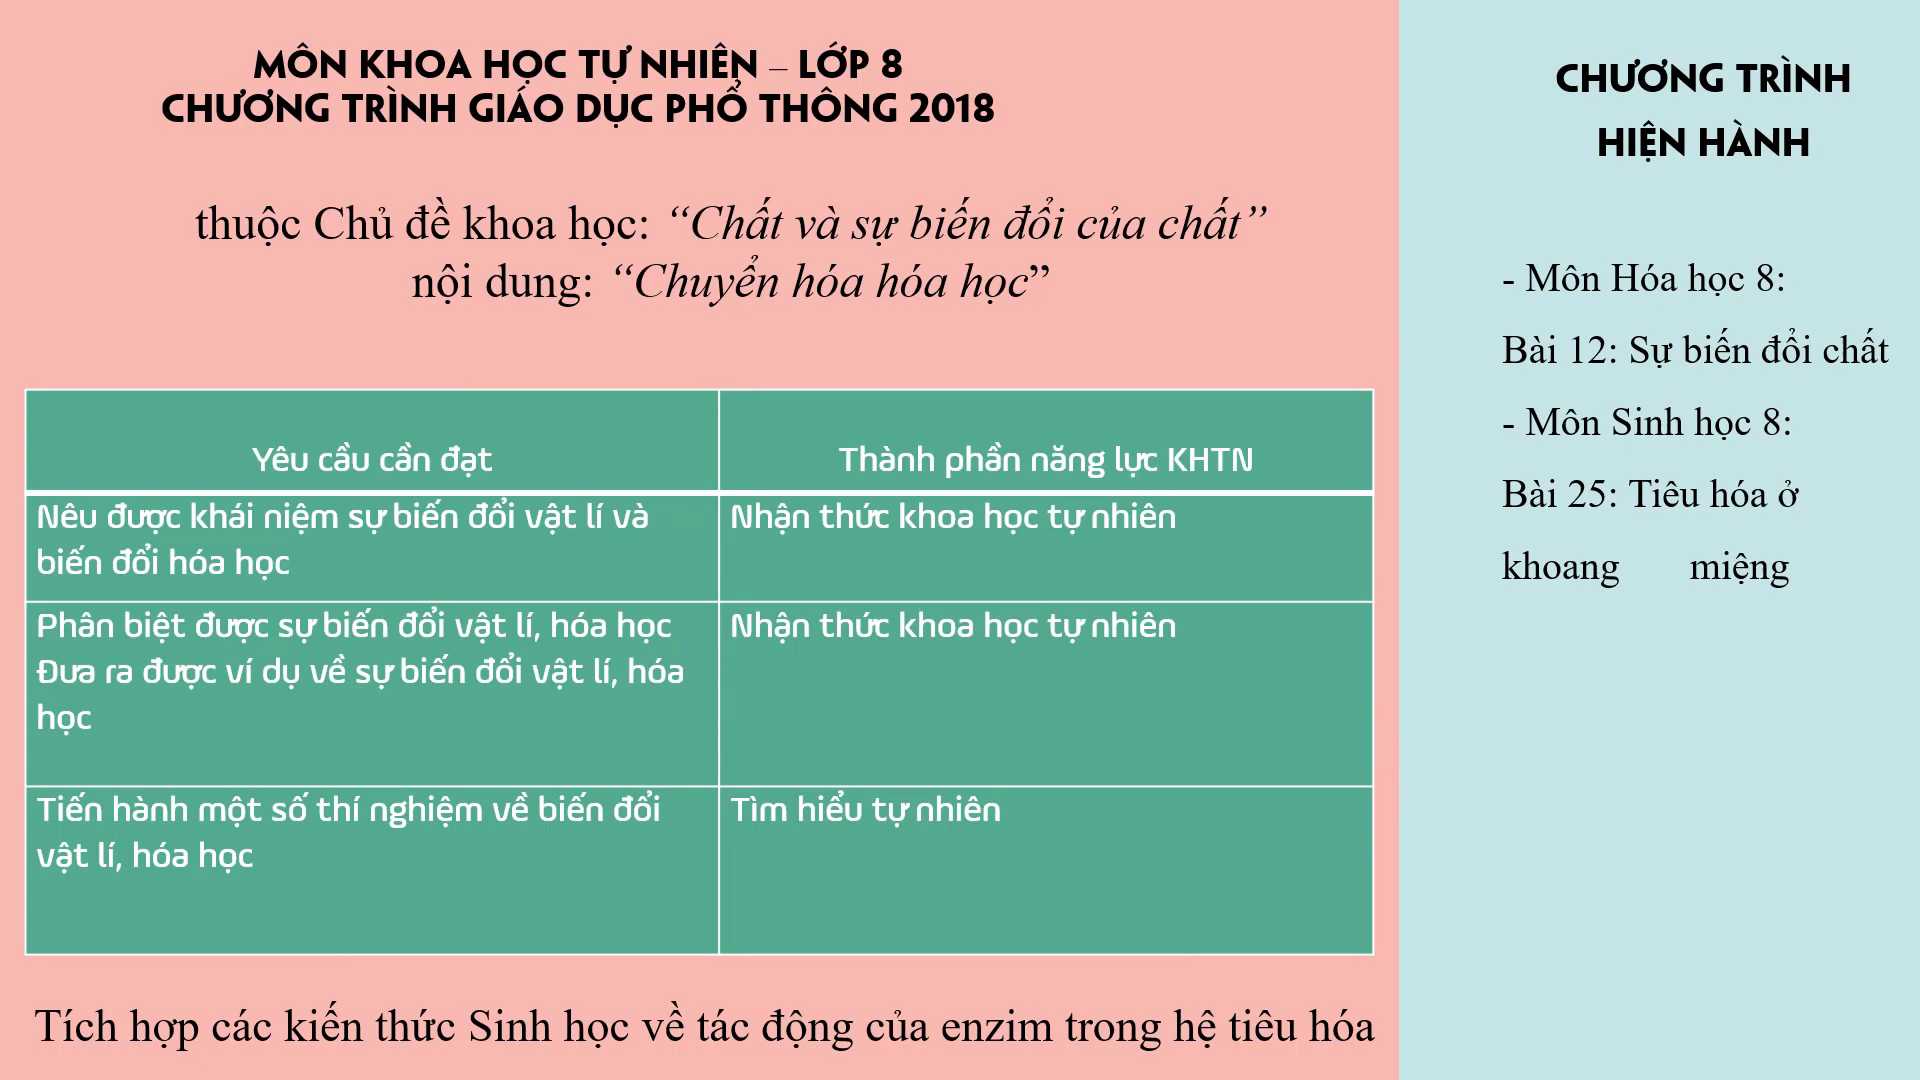 MÔN KHOA HỌC TỰ NHIÊN – LỚP 8
CHƯƠNG TRÌNH GIÁO DỤC PHỔ THÔNG 2018
thuộc Chủ đề khoa học: “Chất và sự biến đổi của chất”
nội dung: “Chuyển hóa hóa học”
Yêu cầu cần đạt
Thành phần năng lực KHTN
Nêu được khái niệm sự biến đổi vật lí và
biến đổi hóa học
Nhận thức khoa học tự nhiên
Phân biệt được sự biến đổi vật lí, hóa học
Đưa ra được ví dụ về sự biến đổi vật lí, hóa
học
Nhận thức khoa học tự nhiên
Tiến hành một số thí nghiệm về biến đổi
vật lí, hóa học
Tìm hiểu tự nhiên
Tích hợp các kiến thức Sinh học về tác động của enzim trong hệ tiêu hóa
CHƯƠNG TRÌNH
HIỆN HÀNH
- Môn Hóa học 8:
Bài 12: Sự biến đổi chất
- Môn Sinh học 8:
Bài 25: Tiêu hóa ở
khoang miệng